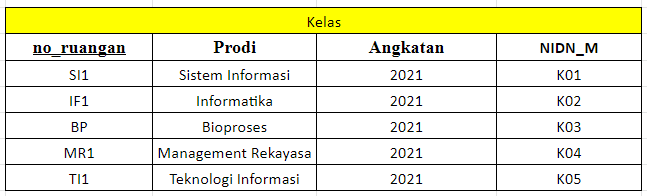 Kelas
no_ruangan Prodi Angkatan NIDN_M
SI1 Sistem Informasi 2021 K01
IF1 Informatika 2021 K02
BP Bioproses 2021 K03
MR1 Management Rekayasa 2021 K04
TI1 Teknologi Informasi 2021 K05